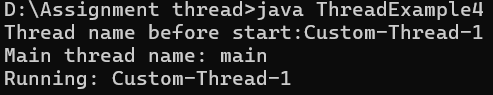 D:\Assignment thread>java ThreadExample4
Thread name before start:Custom-Thread-1
Main thread name: main
Running: Custom-Thread-1